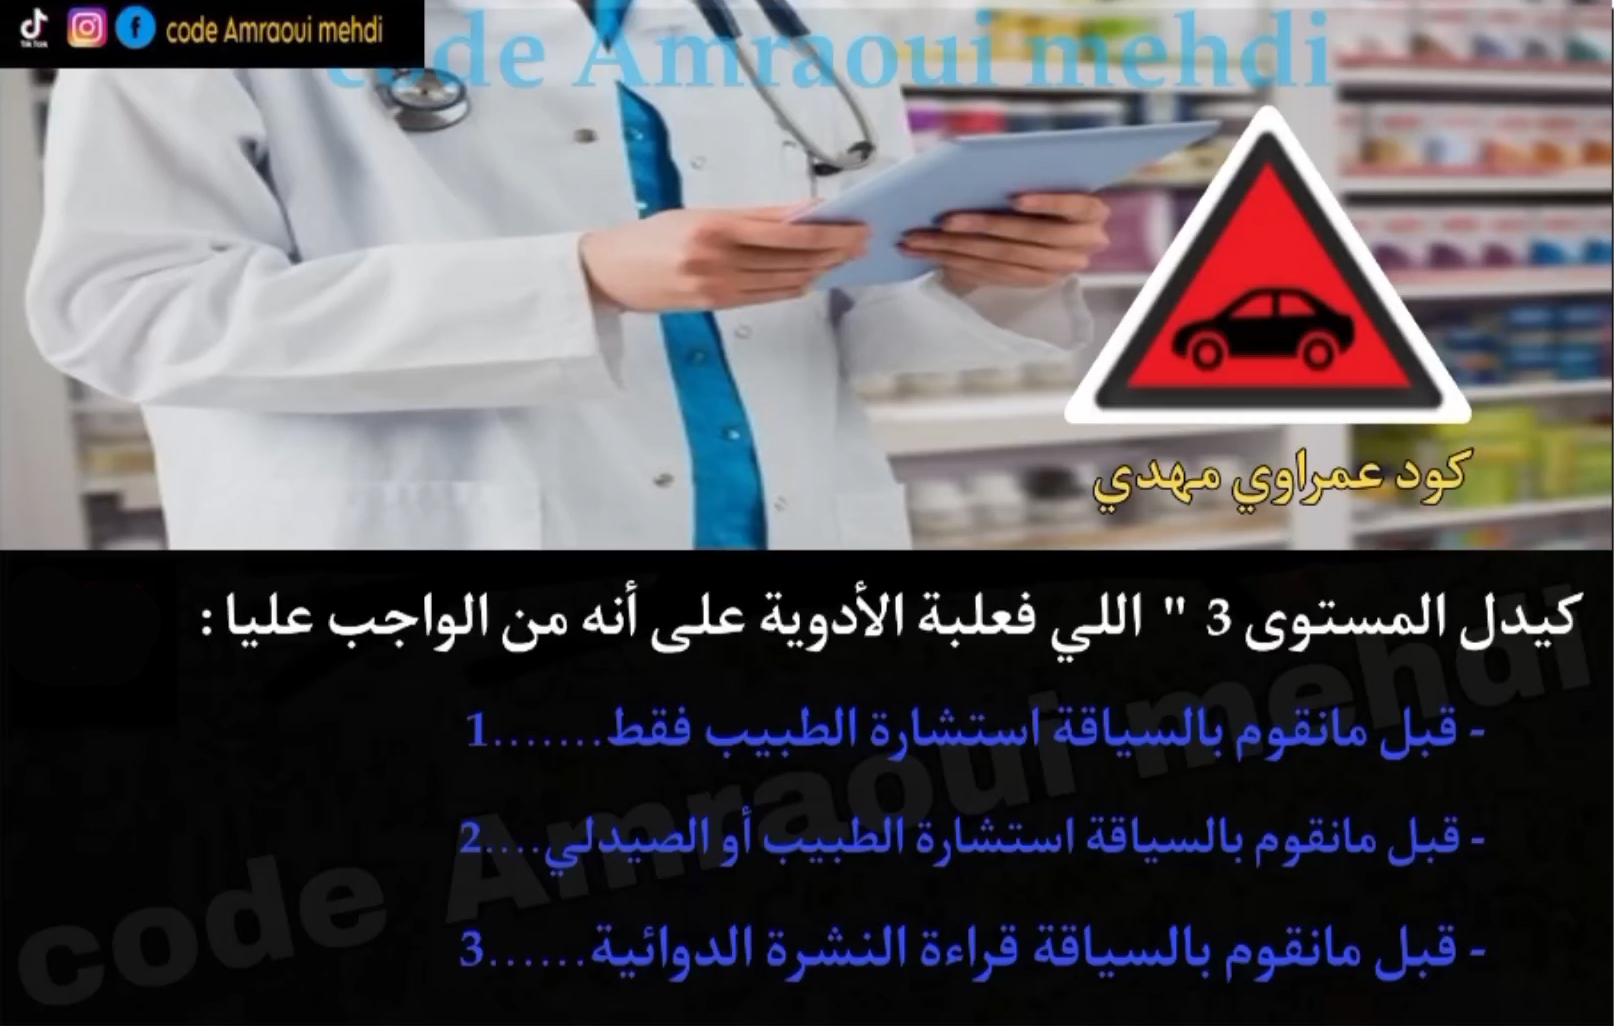 code Amraoui mehdi
code Amraoui mehdi
كود عمراوي مهدي
كيدل المستوى 3 " اللي فعلبة الأدوية على أنه من الواجب عليا :
- قبل مانقوم بالسياقة استشارة الطبيب فقط.......1
- قبل مانقوم بالسياقة استشارة الطبيب أو الصيدلي....2
- قبل مانقوم بالسياقة قراءة النشرة الدوائية......3
code Amraoui mehdi